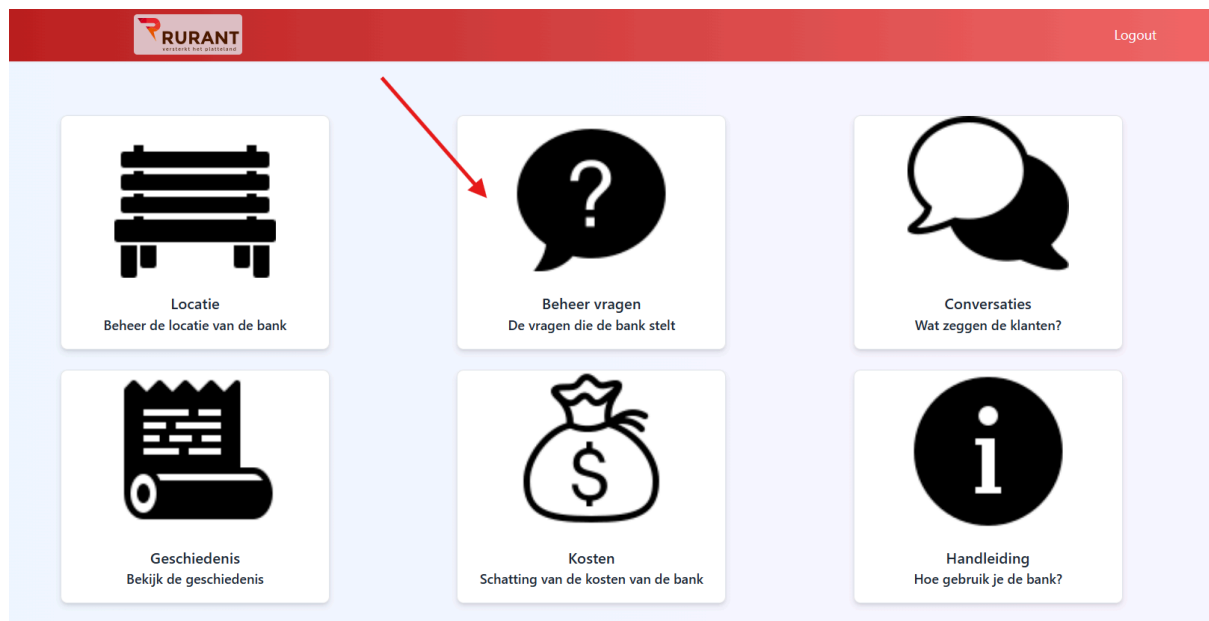 RURANT
versterkt het platteland
Logout
?
Locatie
Beheer de locatie van de bank
Beheer vragen
De vragen die de bank stelt
Conversaties
Wat zeggen de klanten?
$
i
Geschiedenis
Bekijk de geschiedenis
Kosten
Schatting van de kosten van de bank
Handleiding
Hoe gebruik je de bank?